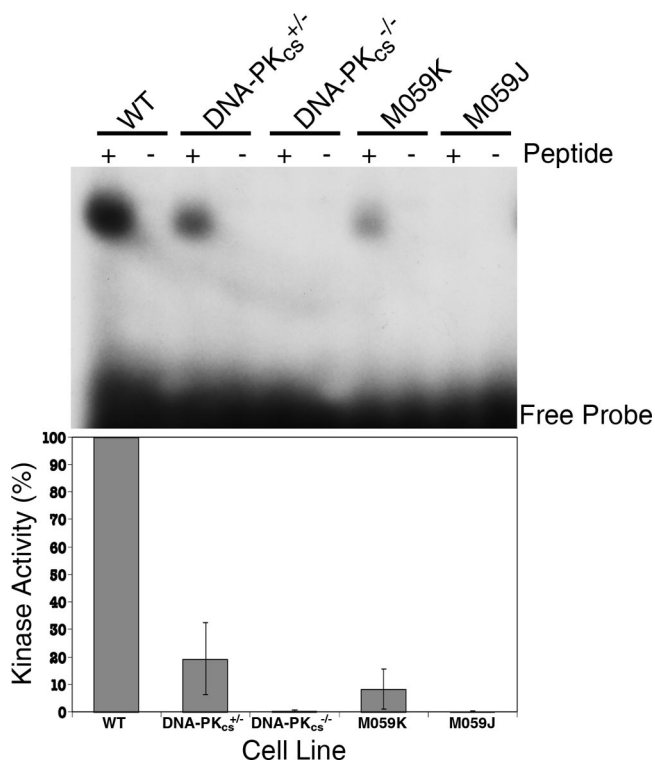 WT DNA-PKcs+/- DNA-PKcs-/- M059K M059J
+ - + - + - + - + - Peptide
Free Probe
Kinase Activity (%)
100
90
80
70
60
50
40
30
20
10
0
WT DNA-PKcs+/- DNA-PKcs-/- M059K M059J
Cell Line